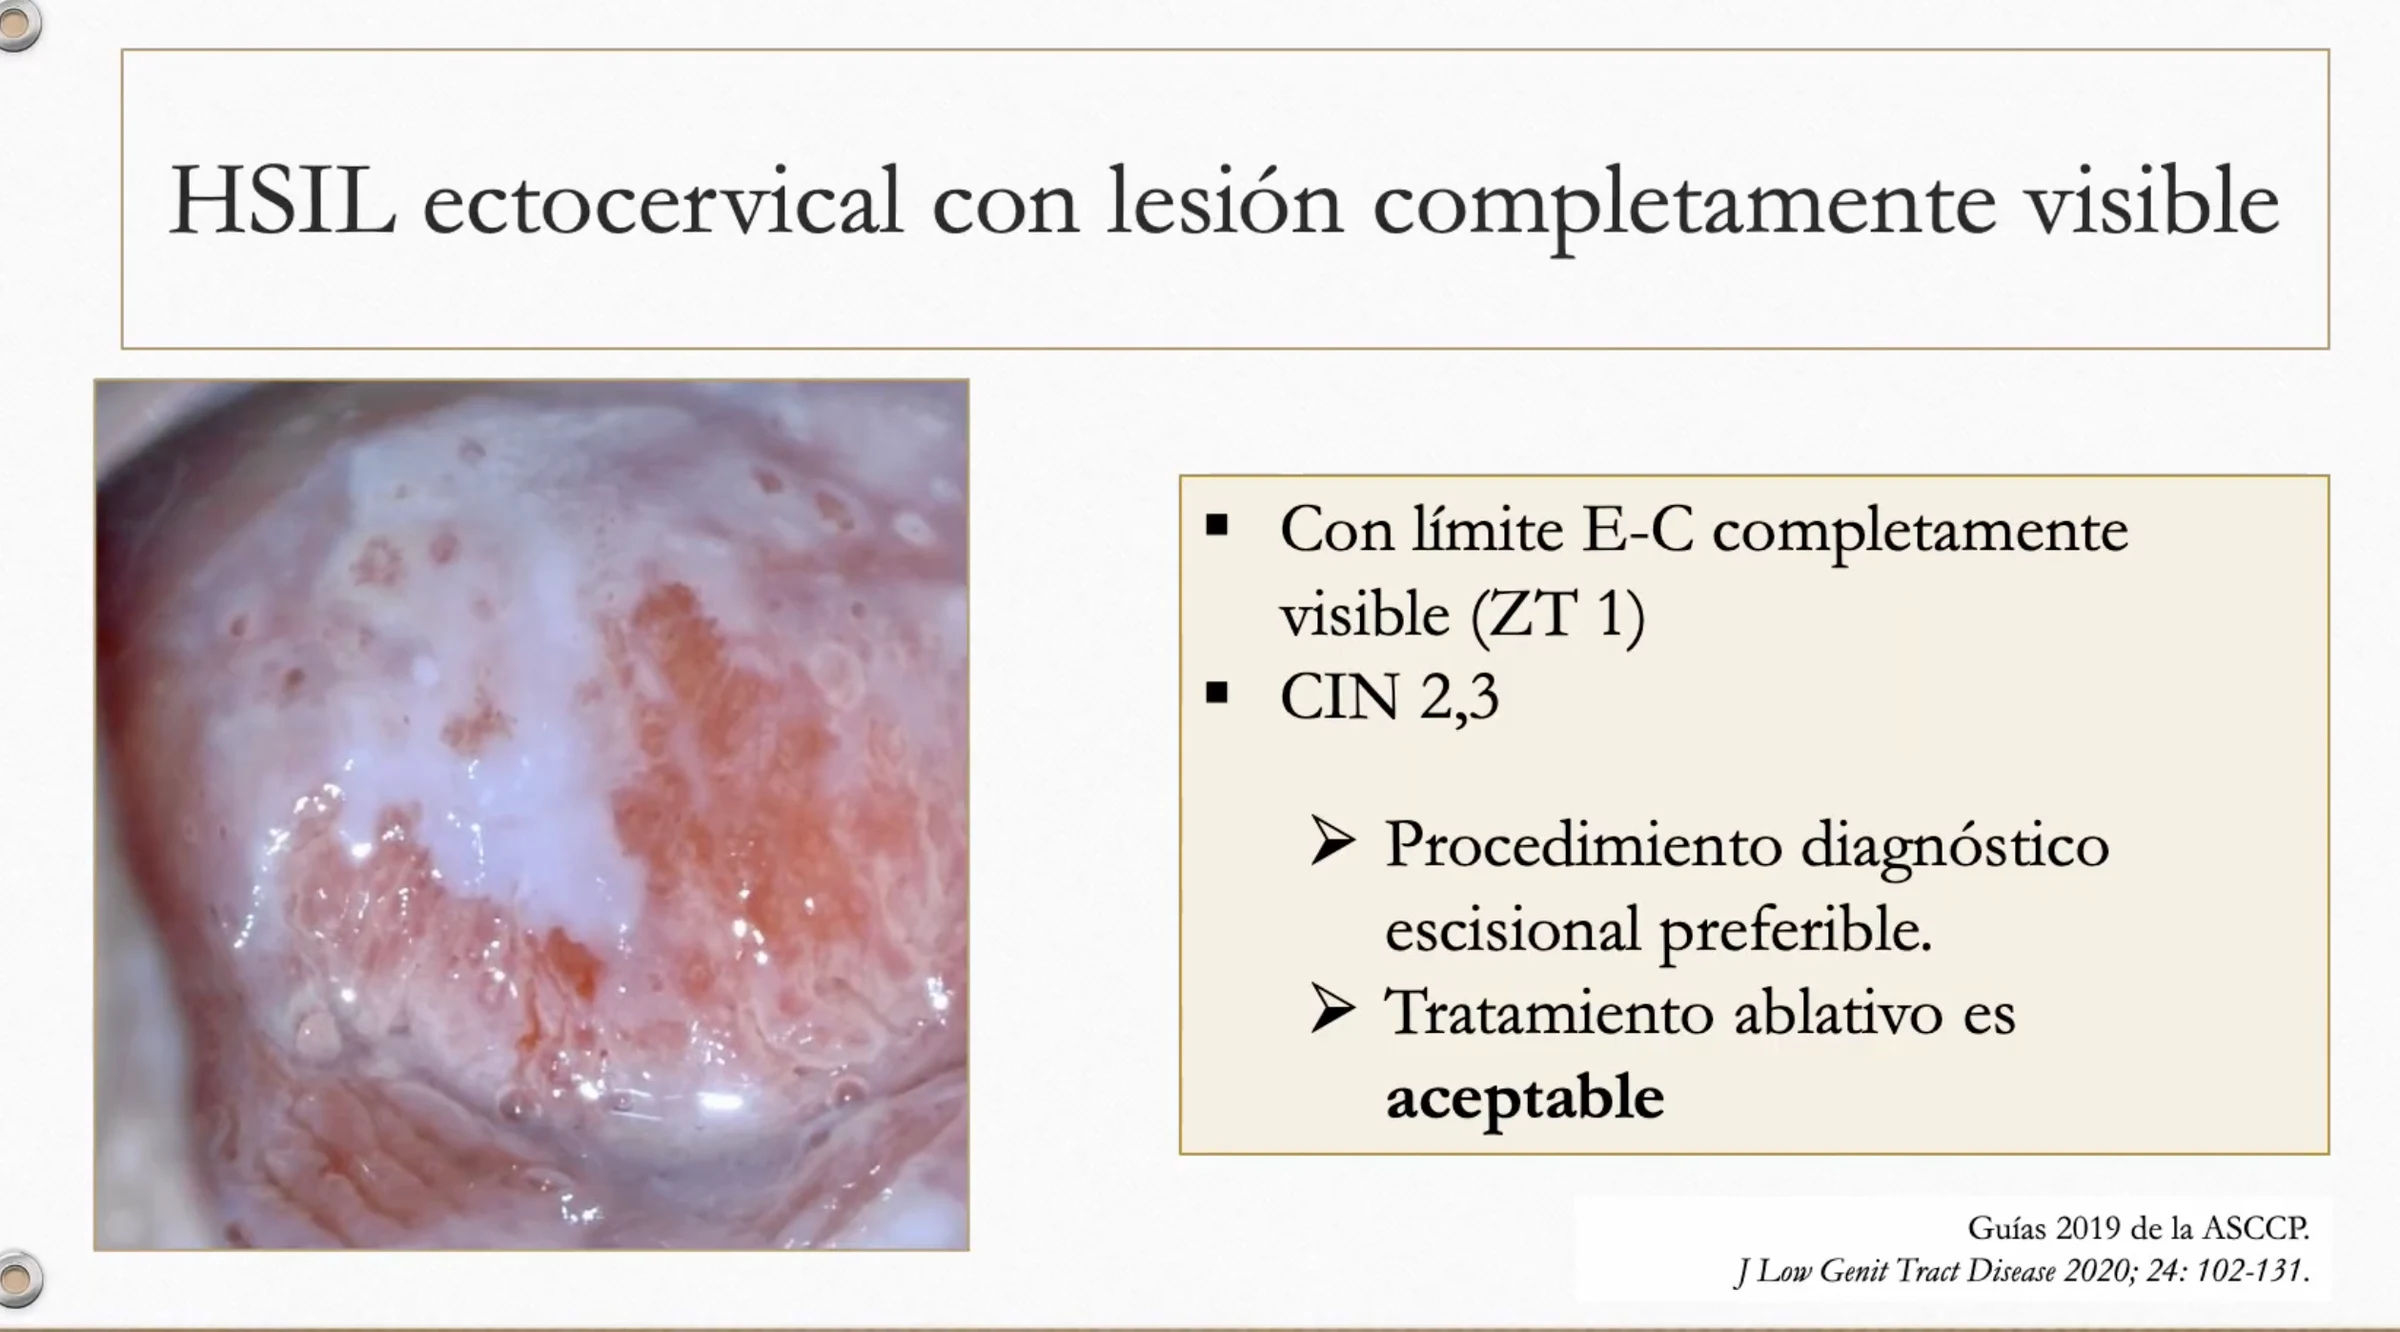 HSIL ectocervical con lesión completamente visible
▪ Con límite E-C completamente
visible (ZT 1)
▪ CIN 2,3
➢ Procedimiento diagnóstico
escisional preferible.
➢ Tratamiento ablativo es
aceptable
Guías 2019 de la ASCCP.
J Low Genit Tract Disease 2020; 24: 102-131.